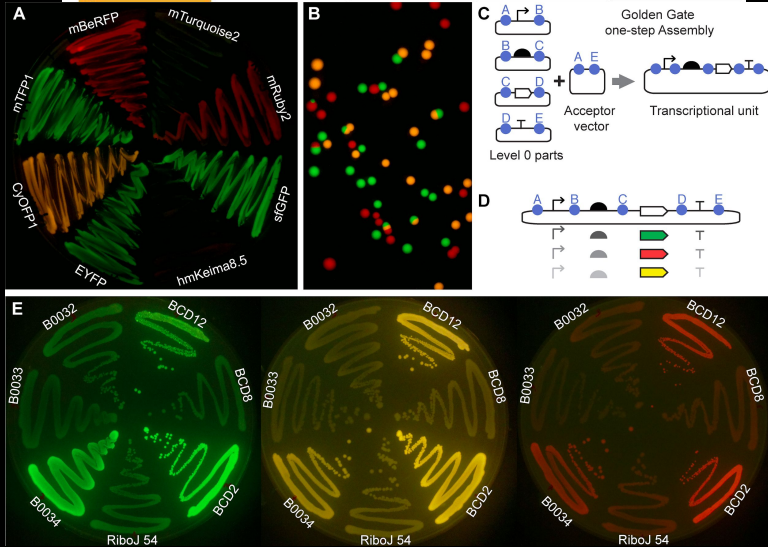 A
mBeRFP
mTurquoise2
mTFP1
mRuby2
CyOFP1
sfGFP
EYFP
hmKeima8.5
B
C
Golden Gate
one-step Assembly
A B
B C
C D
D E
Level 0 parts
+
A E
Acceptor
vector
Transcriptional unit
D
A B C D E
E
B0032
BCD12
B0033
BCD8
B0034
BCD2
RiboJ 54
B0032
BCD12
B0033
BCD8
B0034
BCD2
RiboJ 54
B0032
BCD12
B0033
BCD8
B0034
BCD2
RiboJ 54